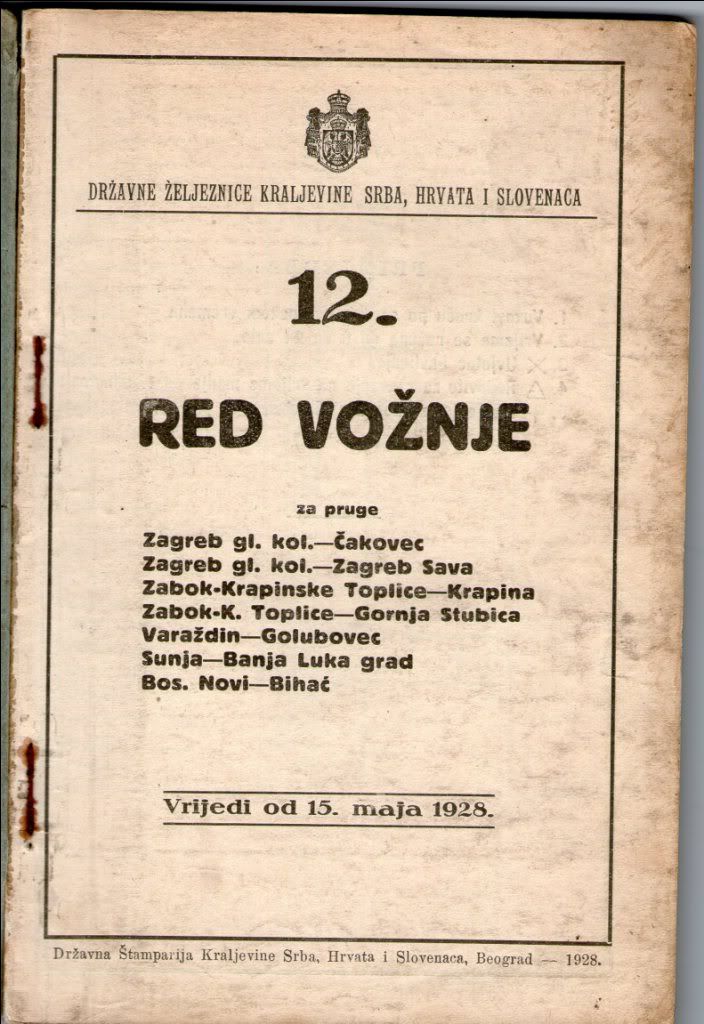 DRŽAVNE ŽELJEZNICE KRALJEVINE SRBA, HRVATA I SLOVENACA
12.
RED VOŽNJE
za pruge
Zagreb gl. kol.—Čakovec
Zagreb gl. kol.—Zagreb Sava
Zabok-Krapinske Toplice—Krapina
Zabok-K. Toplice—Gornja Stubica
Varaždin—Golubovec
Sunja—Banja Luka grad
Bos. Novi—Bihać
Vrijedi od 15. maja 1928.
Državna Štamparija Kraljevine Srba, Hrvata i Slovenaca, Beograd — 1928.